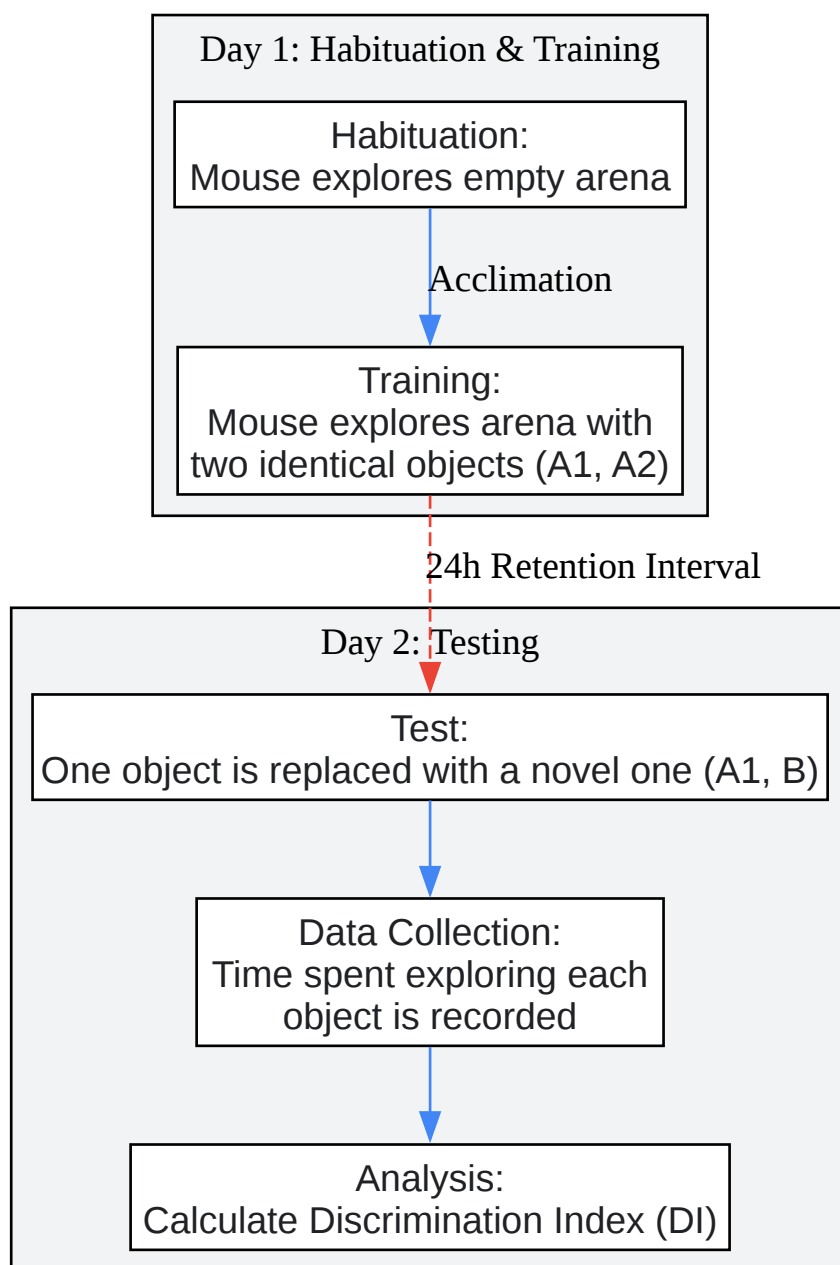 Day 1: Habituation & Training
Habituation:
Mouse explores empty arena
Acclimation
Training:
Mouse explores arena with
two identical objects (A1, A2)
24h Retention Interval
Day 2: Testing
Test:
One object is replaced with a novel one (A1, B)
Data Collection:
Time spent exploring each
object is recorded
Analysis:
Calculate Discrimination Index (DI)